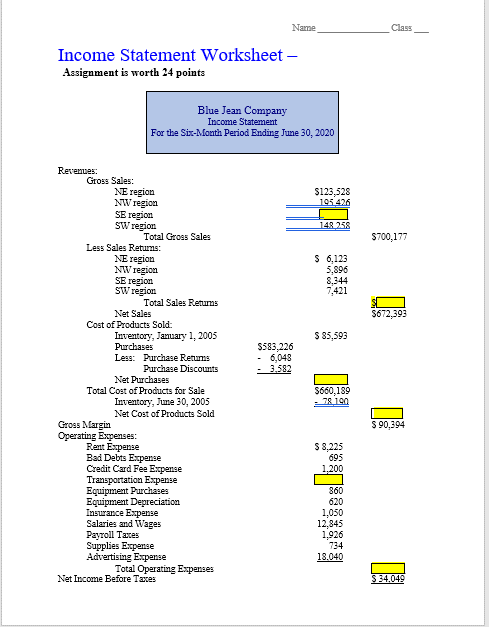 Name ______________ Class ___
Income Statement Worksheet –
Assignment is worth 24 points
Blue Jean Company
Income Statement
For the Six-Month Period Ending June 30, 2020
Revenues:
Gross Sales:
NE region $123,528
NW region 195,426
SE region
SW region 148,258
Total Gross Sales $700,177
Less Sales Returns:
NE region $ 6,123
NW region 5,896
SE region 8,344
SW region 7,421
Total Sales Returns $
Net Sales $672,393
Cost of Products Sold:
Inventory, January 1, 2005 $ 85,593
Purchases $583,226
Less: Purchase Returns - 6,048
Purchase Discounts - 3,582
Net Purchases
Total Cost of Products for Sale $660,189
Inventory, June 30, 2005 - 78,190
Net Cost of Products Sold
Gross Margin $ 90,394
Operating Expenses:
Rent Expense $ 8,225
Bad Debts Expense 695
Credit Card Fee Expense 1,200
Transportation Expense
Equipment Purchases 860
Equipment Depreciation 620
Insurance Expense 1,050
Salaries and Wages 12,845
Payroll Taxes 1,926
Supplies Expense 734
Advertising Expense 18,040
Total Operating Expenses
Net Income Before Taxes $ 34,049